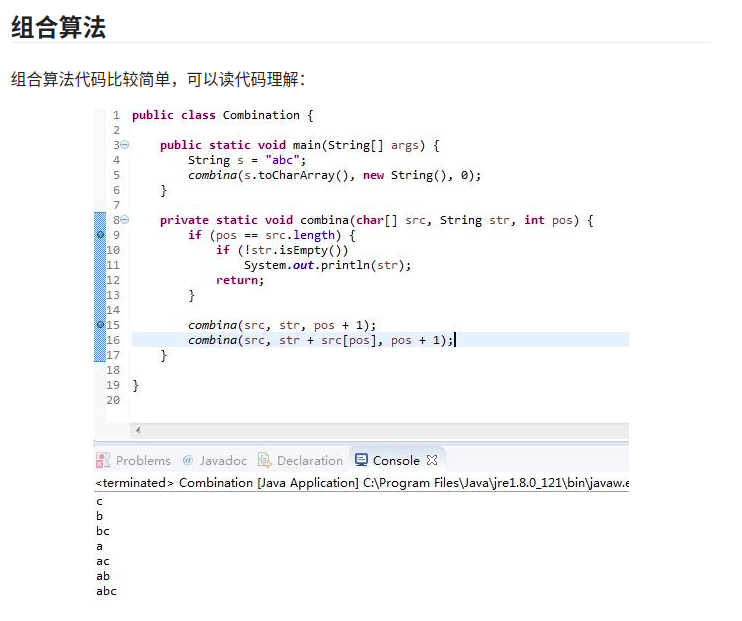 组合算法
组合算法代码比较简单，可以读代码理解：
1 public class Combination {
2
3 public static void main(String[] args) {
4 String s = "abc";
5 combina(s.toCharArray(), new String(), 0);
6 }
7
8 private static void combina(char[] src, String str, int pos) {
9 if (pos == src.length) {
10 if (!str.isEmpty())
11 System.out.println(str);
12 return;
13 }
14
15 combina(src, str, pos + 1);
16 combina(src, str + src[pos], pos + 1);
17 }
18
19 }
20
Problems @ Javadoc Declaration Console
<terminated> Combination [Java Application] C:\Program Files\Java\jre1.8.0_121\bin\javaw.e
c
b
bc
a
ac
ab
abc